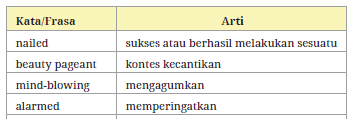 Kata/Frasa Arti
nailed sukses atau berhasil melakukan sesuatu
beauty pageant kontes kecantikan
mind-blowing mengagumkan
alarmed memperingatkan